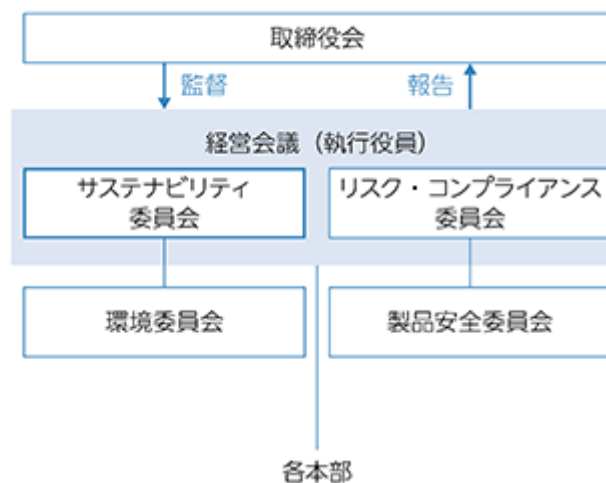 取締役会
監督
報告
経営会議（執行役員）
サステナビリティ
委員会
リスク・コンプライアンス
委員会
環境委員会
製品安全委員会
各本部